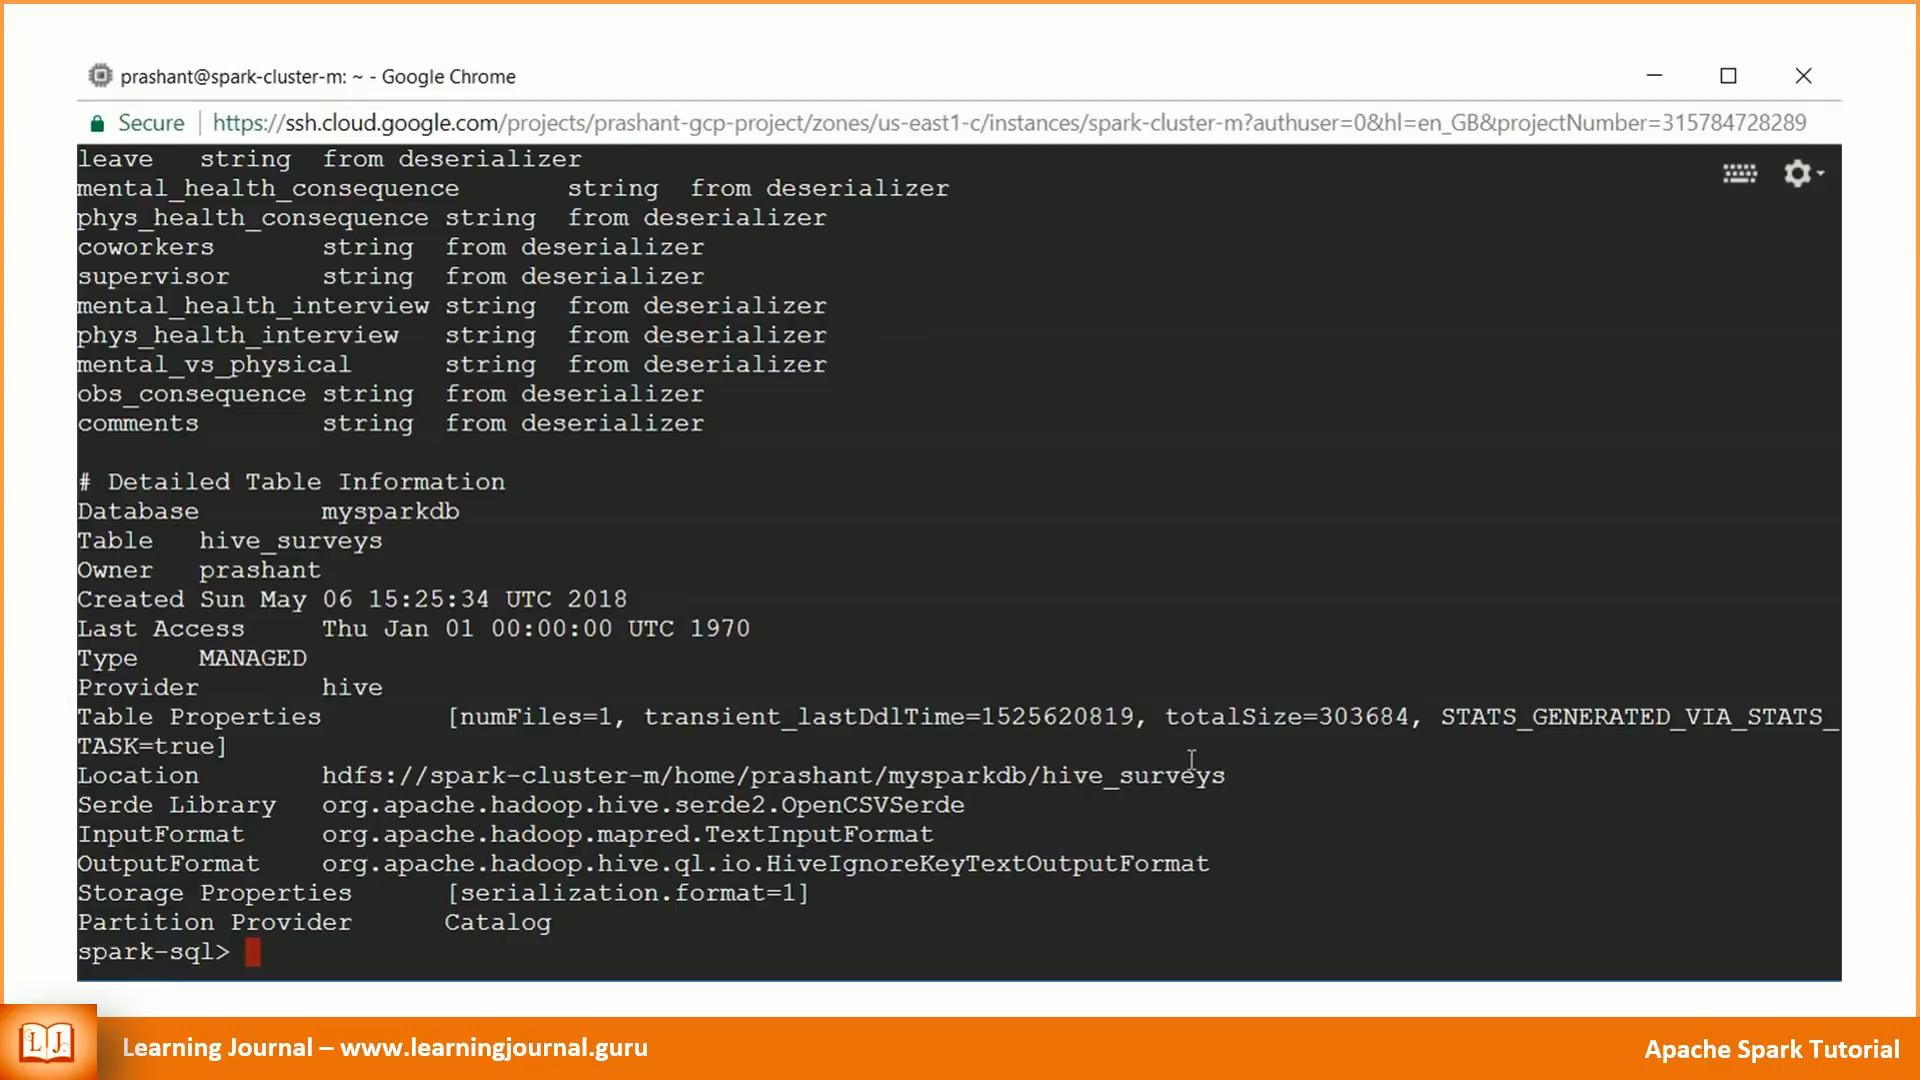 prashant@spark-cluster-m: ~ - Google Chrome
Secure https://ssh.cloud.google.com/projects/prashant-gcp-project/zones/us-east1-c/instances/spark-cluster-m?authuser=0&hl=en_GB&projectNumber=315784728289
leave string from deserializer
mental_health_consequence string from deserializer
phys_health_consequence string from deserializer
coworkers string from deserializer
supervisor string from deserializer
mental_health_interview string from deserializer
phys_health_interview string from deserializer
mental_vs_physical string from deserializer
obs_consequence string from deserializer
comments string from deserializer
# Detailed Table Information
Database mysparkdb
Table hive_surveys
Owner prashant
Created Sun May 06 15:25:34 UTC 2018
Last Access Thu Jan 01 00:00:00 UTC 1970
Type MANAGED
Provider hive
Table Properties [numFiles=1, transient_lastDdlTime=1525620819, totalSize=303684, STATS_GENERATED_VIA_STATS_
TASK=true]
Location hdfs://spark-cluster-m/home/prashant/mysparkdb/hive_surveys
Serde Library org.apache.hadoop.hive.serde2.OpenCSVSerde
InputFormat org.apache.hadoop.mapred.TextInputFormat
OutputFormat org.apache.hadoop.hive.ql.io.HiveIgnoreKeyTextOutputFormat
Storage Properties [serialization.format=1]
Partition Provider Catalog
spark-sql>
LJ
Learning Journal – www.learningjournal.guru
Apache Spark Tutorial